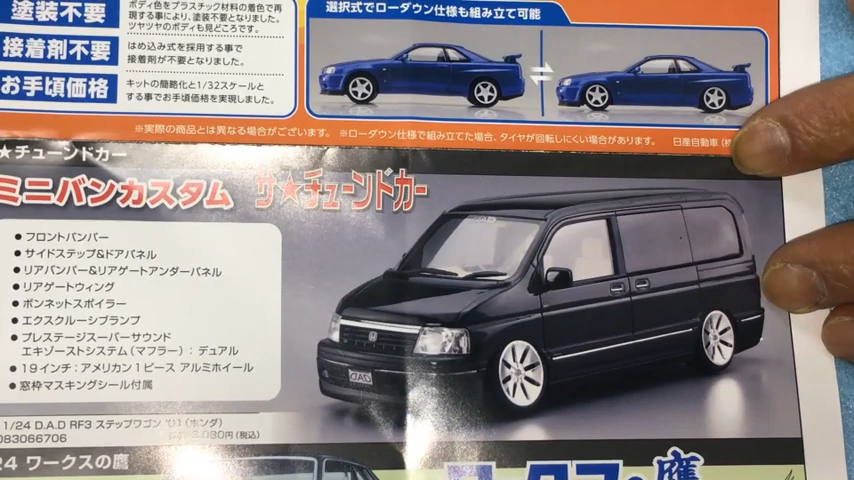 塗装不要
ボディ色をプラスチック材料の着色で再
現する事により、塗装不要となりました。
ツヤツヤのボディも見どころです。
接着剤不要
はめ込み式を採用する事で
接着剤が不要となりました。
お手頃価格
キットの簡略化と1/32スケールと
する事でお手頃価格を実現しました。
選択式でローダウン仕様も組み立て可能
※実際の商品とは異なる場合がございます。 ※ローダウン仕様で組み立てた場合、タイヤが回転しにくい場合があります。 日産自動車(株
★チューンドカー
ミニバンカスタム ザ★チューンドカー
● フロントバンパー
● サイドステップ&ドアパネル
● リアバンパー&リアゲートアンダーパネル
● リアゲートウィング
● ボンネットスポイラー
● エクスクルーシブランプ
● プレステージスーパーサウンド
エキゾーストシステム(マフラー):デュアル
● 19インチ:アメリカン1ピース アルミホイール
● 窓枠マスキングシール付属
DAD
1/24 D.A.D RF3 ステップワゴン '01 (ホンダ)
083066706
3,080円(税込)
24 ワークスの鷹